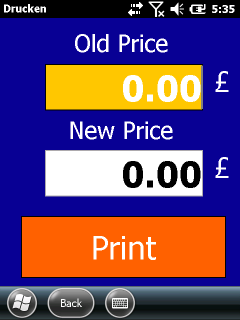 Drucken 5:35
Old Price
0.00 £
New Price
0.00 £
Print
Back